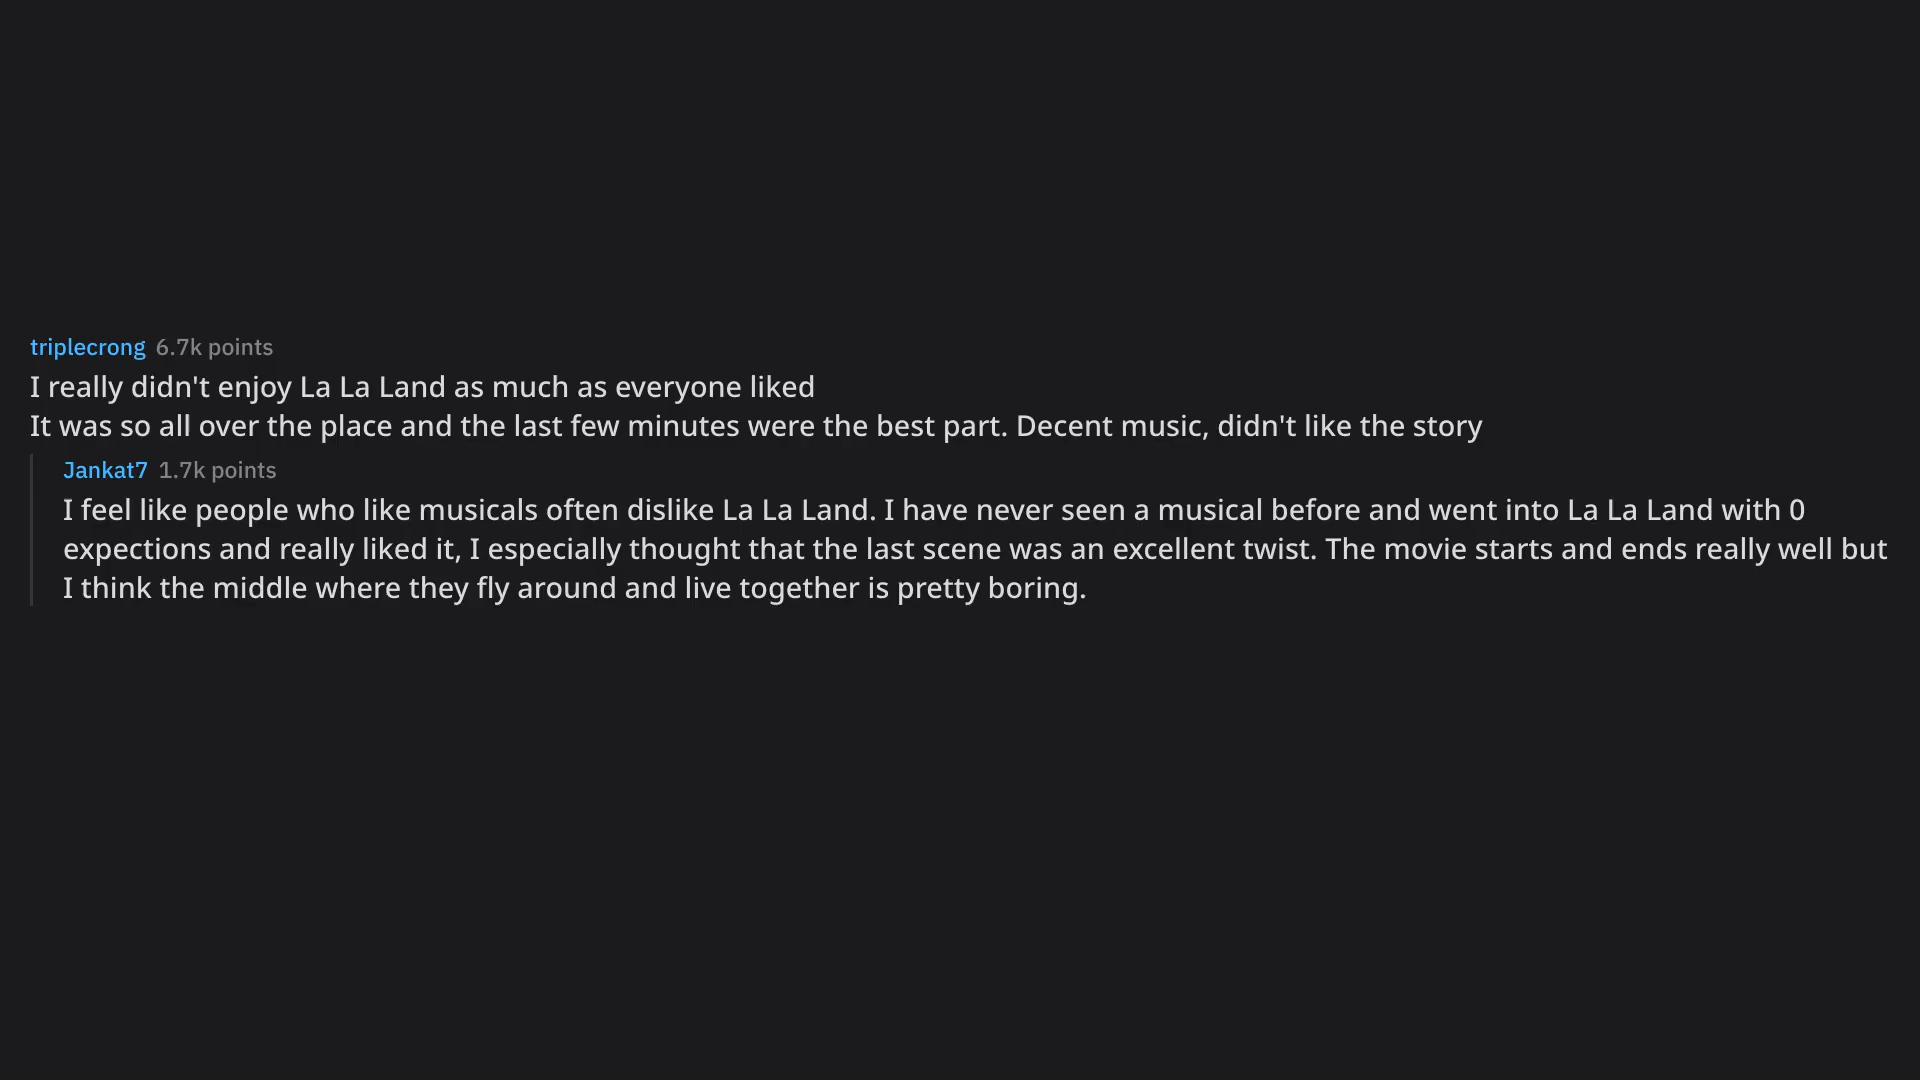 triplecrong 6.7k points
I really didn't enjoy La La Land as much as everyone liked
It was so all over the place and the last few minutes were the best part. Decent music, didn't like the story
Jankat7 1.7k points
I feel like people who like musicals often dislike La La Land. I have never seen a musical before and went into La La Land with 0
expections and really liked it, I especially thought that the last scene was an excellent twist. The movie starts and ends really well but
I think the middle where they fly around and live together is pretty boring.